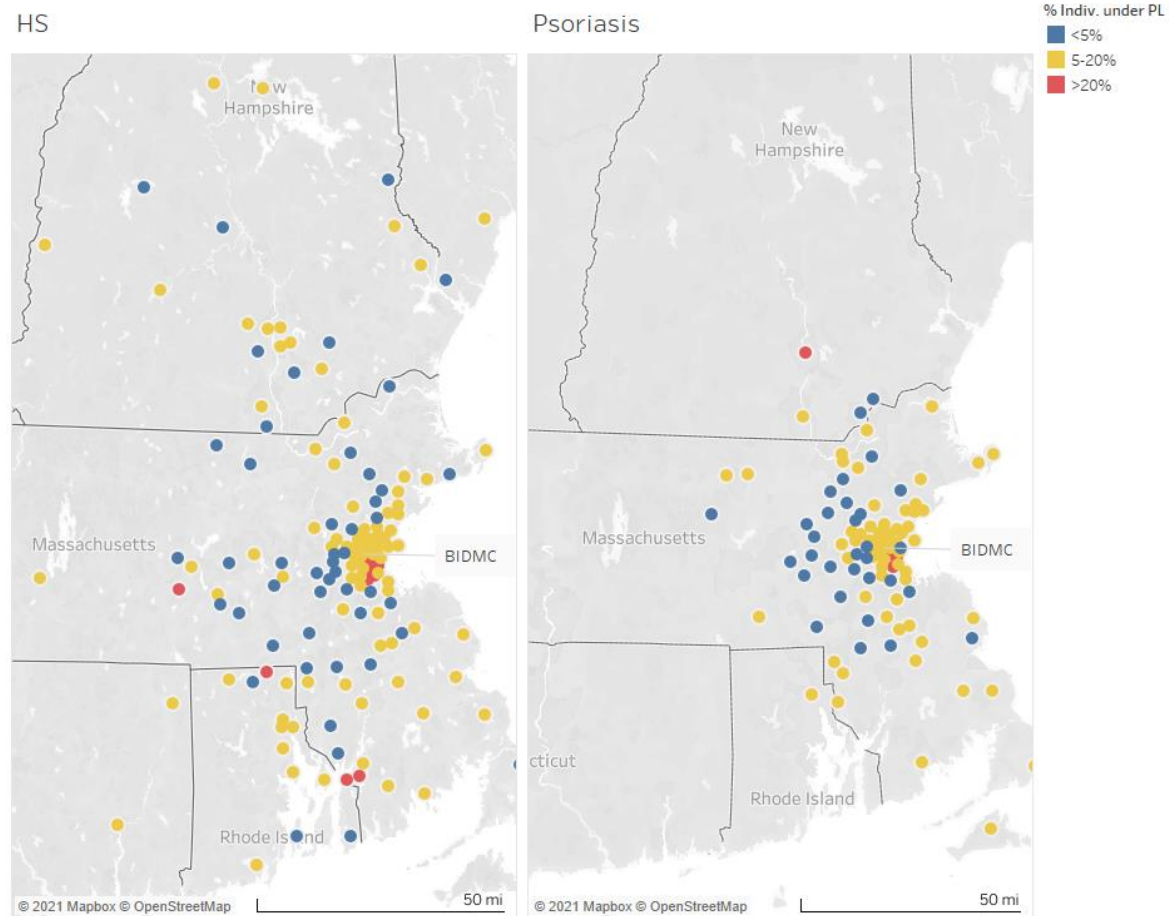 HS
Psoriasis
% Indiv. under PL
<5%
5-20%
>20%
New
Hampshire
Massachusetts
BIDMC
Rhode Island
© 2021 Mapbox © OpenStreetMap
50 mi
New
Hampshire
Massachusetts
BIDMC
cticut
Rhode Island
© 2021 Mapbox © OpenStreetMap
50 mi